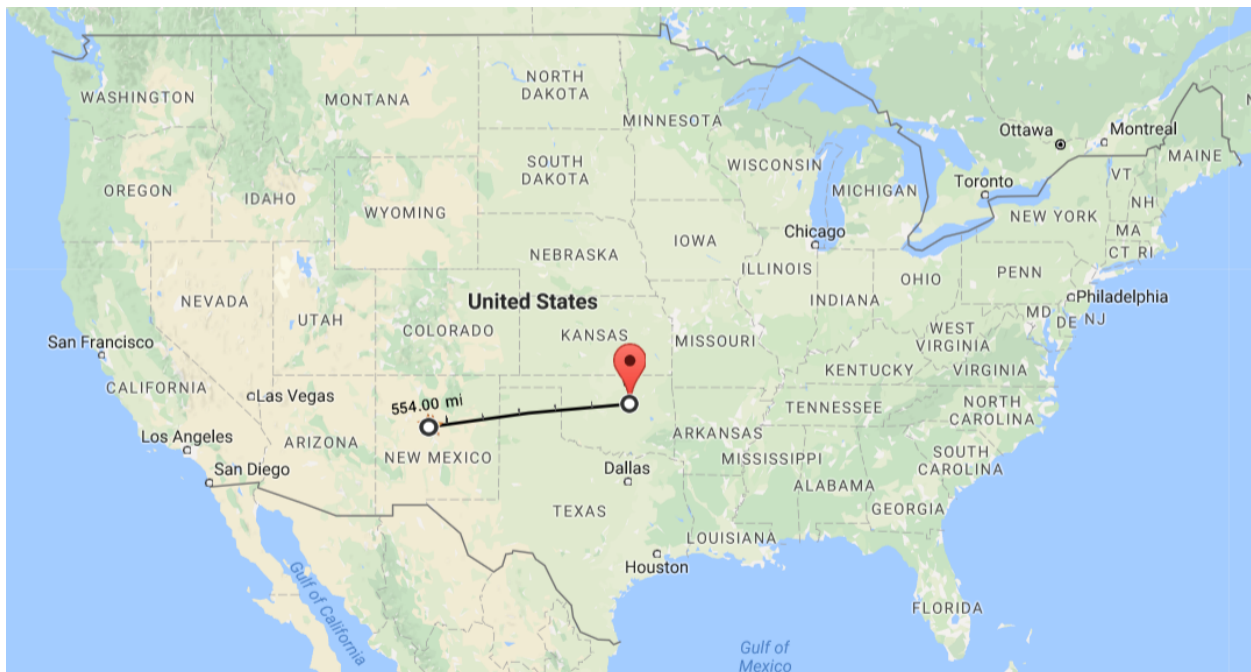 WASHINGTON
MONTANA
NORTH
DAKOTA
MINNESOTA
Ottawa
Montreal
MAINE
OREGON
IDAHO
WYOMING
SOUTH
DAKOTA
WISCONSIN
MICHIGAN
Toronto
VT
NH
NEW YORK
MA
CT RI
Chicago
IOWA
NEBRASKA
ILLINOIS
INDIANA
OHIO
PENN
Philadelphia
MD
DE
NJ
NEVADA
UTAH
COLORADO
United States
KANSAS
MISSOURI
WEST
VIRGINIA
VIRGINIA
KENTUCKY
San Francisco
CALIFORNIA
Las Vegas
554.00 mi
TENNESSEE
NORTH
CAROLINA
Los Angeles
ARIZONA
NEW MEXICO
ARKANSAS
MISSISSIPPI
SOUTH
CAROLINA
San Diego
Dallas
ALABAMA
GEORGIA
TEXAS
LOUISIANA
Houston
Gulf of California
FLORIDA
Gulf of
Mexico